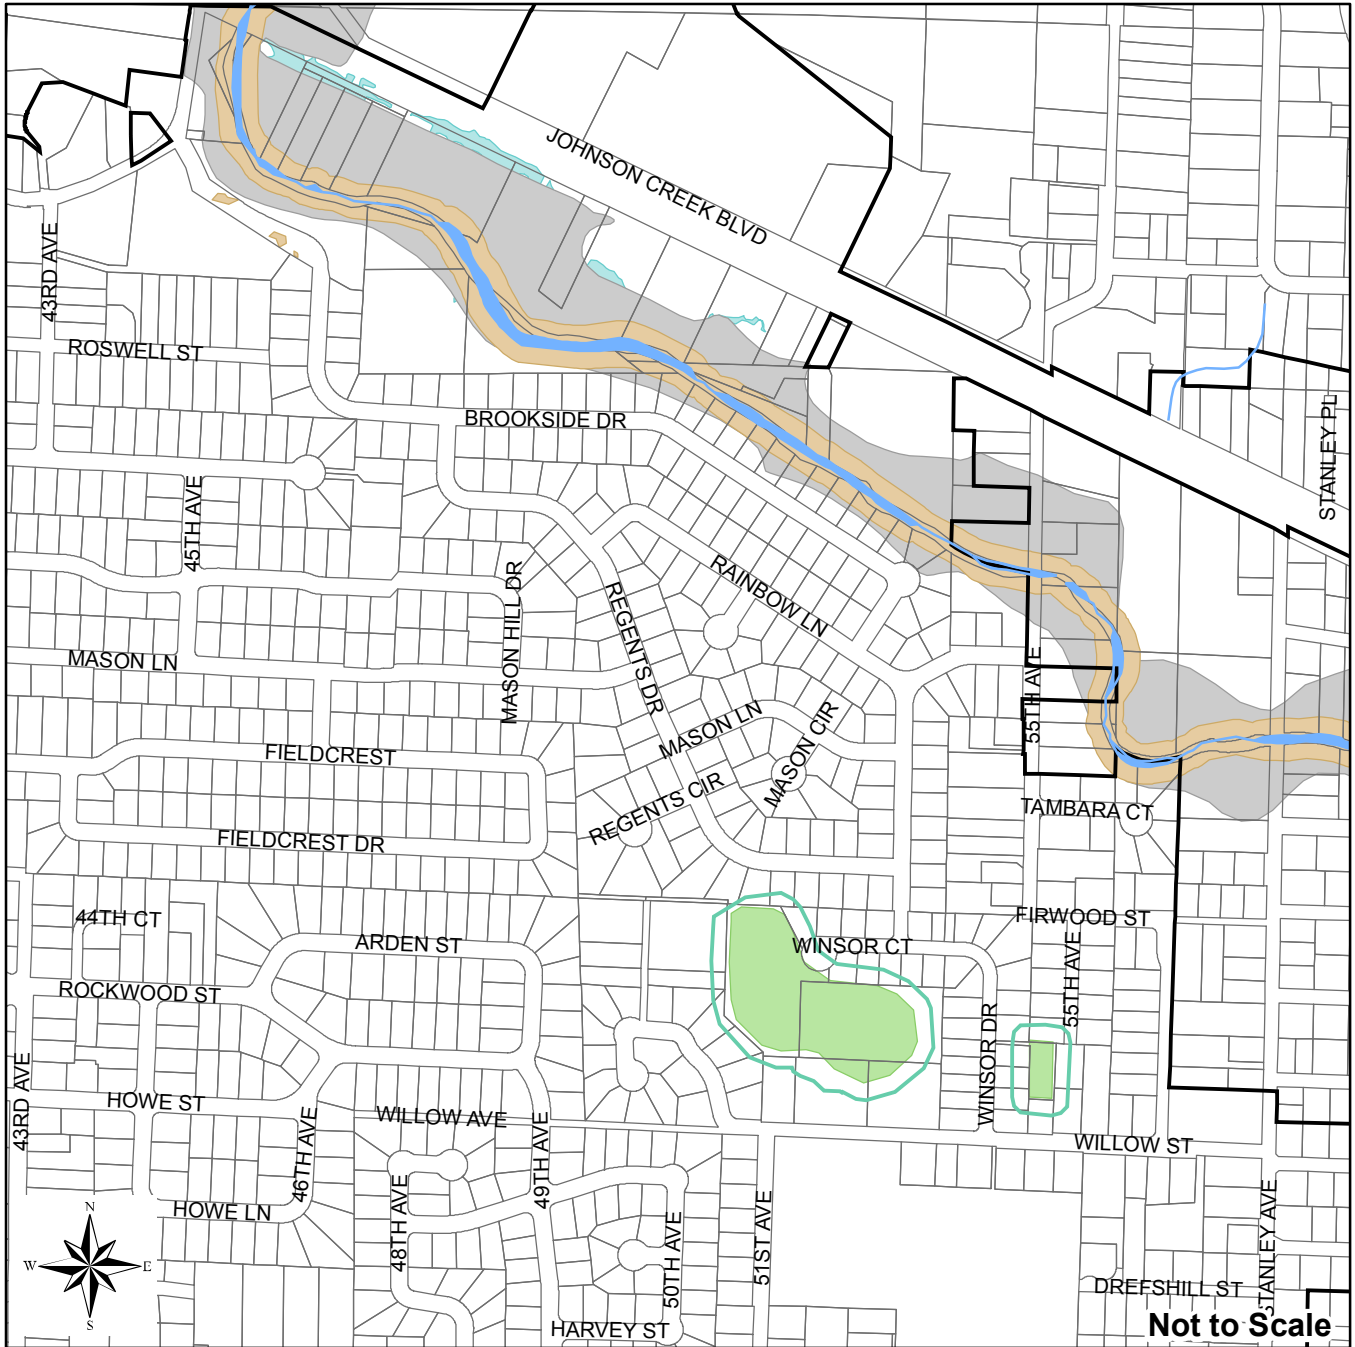 JOHNSON CREEK BLVD
43RD AVE
ROSWELL ST
STANLEY PL
BROOKSIDE DR
45TH AVE
MASON HILL DR
REGENTS DR
RAINBOW LN
MASON LN
55TH AVE
MASON LN
MASON CIR
FIELDCREST
REGENTS CIR
TAMBARA CT
FIELDCREST DR
44TH CT
ARDEN ST
WINSOR CT
FIRWOOD ST
55TH AVE
ROCKWOOD ST
WINSOR DR
43RD AVE
HOWE ST
46TH AVE
WILLOW AVE
49TH AVE
WILLOW ST
HOWE LN
48TH AVE
50TH AVE
51ST AVE
STANLEY AVE
N
W
E
S
DREFSHILL ST
HARVEY ST
Not to Scale